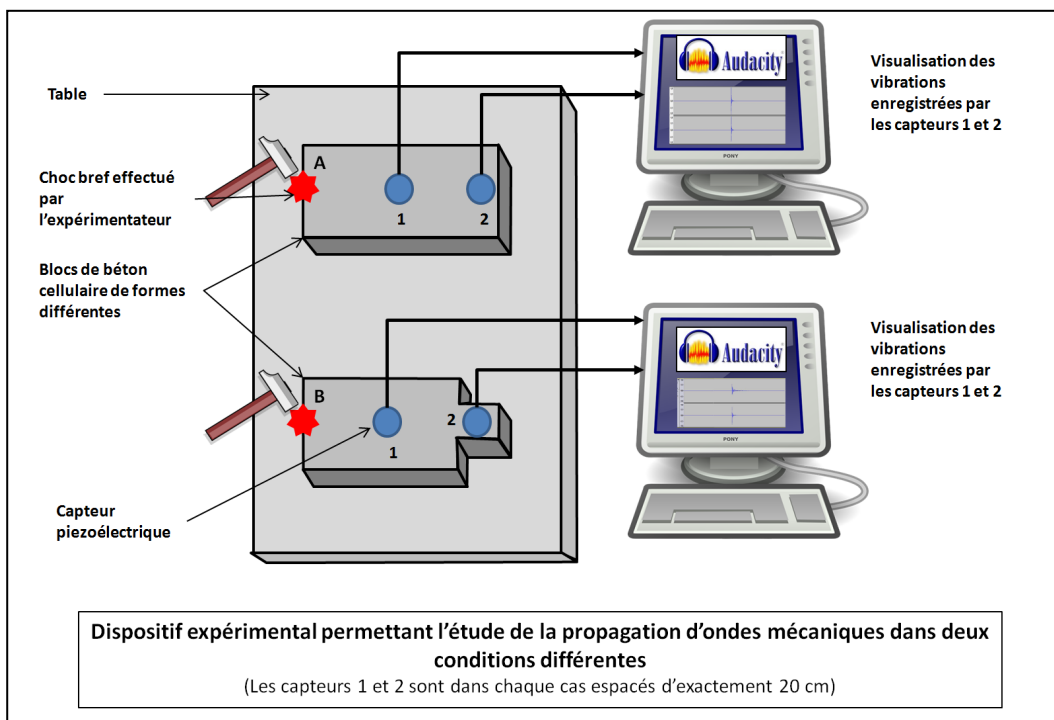 Table
Choc bref effectué
par
l'expérimentateur
Blocs de béton
cellulaire de formes
différentes
Capteur
piezoélectrique
A
1
2
B
1
2
Audacity
PONY
Visualisation des
vibrations
enregistrées par
les capteurs 1 et 2
Audacity
PONY
Visualisation des
vibrations
enregistrées par
les capteurs 1 et 2
Dispositif expérimental permettant l'étude de la propagation d'ondes mécaniques dans deux
conditions différentes
(Les capteurs 1 et 2 sont dans chaque cas espacés d'exactement 20 cm)